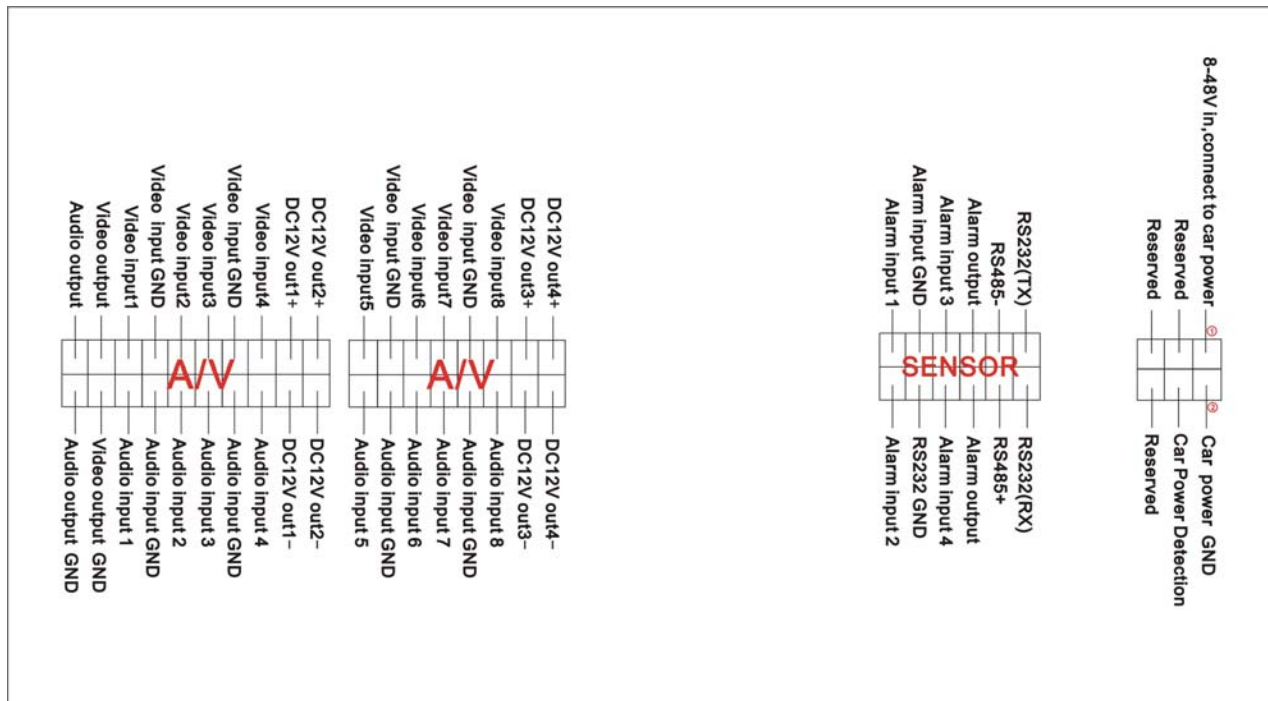 Audio output
Video output
Video input1
Video input GND
Video input2
Video input3
Video input GND
Video input4
DC12V out1+
DC12V out2+
A/V
Audio output GND
Video output GND
Audio input 1
Audio input GND
Audio input 2
Audio input 3
Audio input GND
Audio input 4
DC12V out1-
DC12V out2-
Video input5
Video input GND
Video input6
Video input7
Video input GND
Video input8
DC12V out3+
DC12V out4+
A/V
Audio input 5
Audio input GND
Audio input 6
Audio input 7
Audio input GND
Audio input 8
DC12V out3-
DC12V out4-
Alarm input 1
Alarm input GND
Alarm input 3
Alarm output
RS485-
RS232(TX)
SENSOR
Alarm input 2
RS232 GND
Alarm input 4
Alarm output
RS485+
RS232(RX)
Reserved
Reserved
8-48V in,connect to car power
①
②
Reserved
Car Power Detection
Car power GND